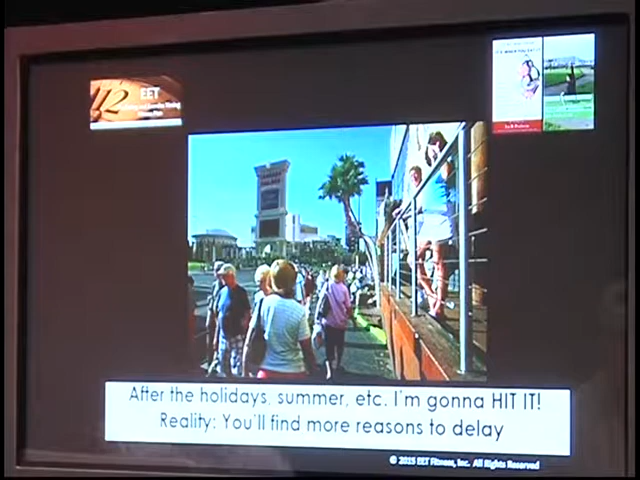 12 EET
After the holidays, summer, etc. I'm gonna HIT IT!
Reality: You'll find more reasons to delay
© 2015 EET Fitness, Inc. All Rights Reserved